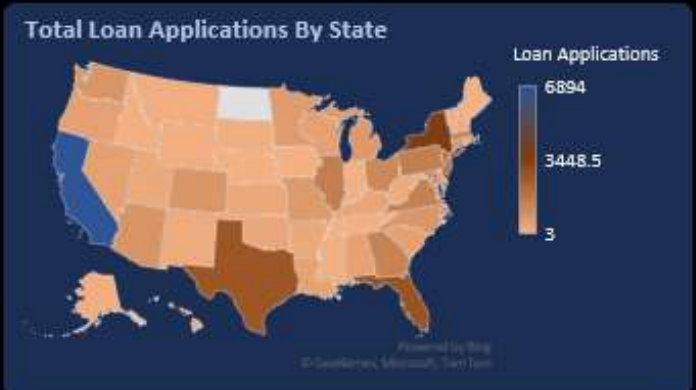 Total Loan Applications By State
Loan Applications
6894
3448.5
3
Powered by Bing
© GeoNames, Microsoft, TomTom